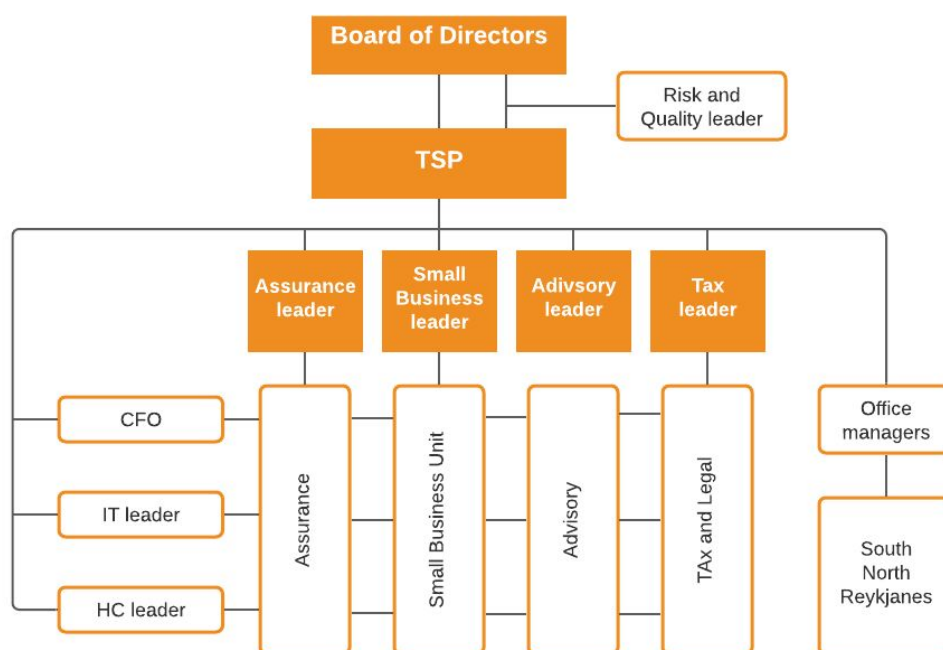 Board of Directors
Risk and
Quality leader
TSP
Assurance
leader
Small
Business
leader
Adivsory
leader
Tax
leader
CFO
IT leader
HC leader
Assurance
Small Business Unit
Advisory
TAx and Legal
Office
managers
South
North
Reykjanes